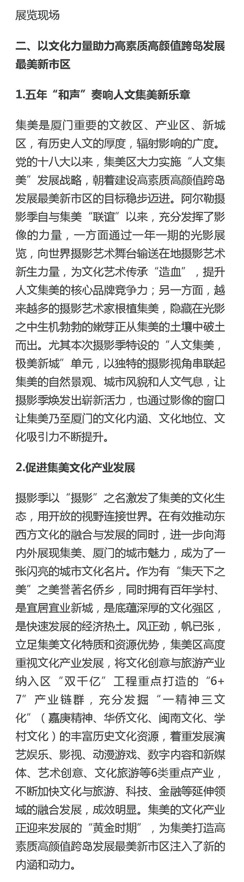 展览现场
二、以文化力量助力高素质高颜值跨岛发展
最美新市区
1.五年“和声”奏响人文集美新乐章
集美是厦门重要的文教区、产业区、新城
区，有历史人文的厚度，辐射影响的广度。
党的十八大以来，集美区大力实施“人文集
美”发展战略，朝着建设高素质高颜值跨岛
发展最美新市区的目标稳步迈进。阿尔勒摄
影季自与集美“联谊”以来，充分发挥了影
像的力量，一方面通过一年一期的光影展
览，向世界摄影艺术舞台输送在地摄影艺术
新生力量，为文化艺术传承“造血”，提升
人文集美的核心品牌竞争力；另一方面，越
来越多的摄影艺术家根植集美，隐藏在光影
之中生机勃勃的嫩芽正从集美的土壤中破土
而出。尤其本次摄影季特设的“人文集美，
极美新城”单元，以独特的摄影视角串联起
集美的自然景观、城市风貌和人文气息，让
摄影季焕发出崭新活力，也通过影像的窗口
让集美乃至厦门的文化内涵、文化地位、文
化吸引力不断提升。
2.促进集美文化产业发展
摄影季以“摄影”之名激发了集美的文化生
态，用开放的视野连接世界。在有效推动东
西方文化的融合与发展的同时，进一步向海
内外展现集美、厦门的城市魅力，成为了一
张闪亮的城市文化名片。作为有“集天下之
美”之美誉著名侨乡，同时拥有百年学村、
是宜居宜业新城，是底蕴深厚的文化强区，
是快速发展的经济热土。风正劲，帆已张，
立足集美文化特质和资源优势，集美区高度
重视文化产业发展，将文化创意与旅游产业
纳入区“双千亿”工程重点打造的“6+
7”产业链群，充分发掘“一精神三文
化”（嘉庚精神、华侨文化、闽南文化、学
村文化）的丰富历史文化资源，着重发展演
艺娱乐、影视、动漫游戏、数字内容和新媒
体、艺术创意、文化旅游等6类重点产业，
不断加快文化与旅游、科技、金融等延伸领
域的融合发展，成效明显。集美的文化产业
正迎来发展的“黄金时期”，为集美打造高
素质高颜值跨岛发展最美新市区注入了新的
内涵和动力。